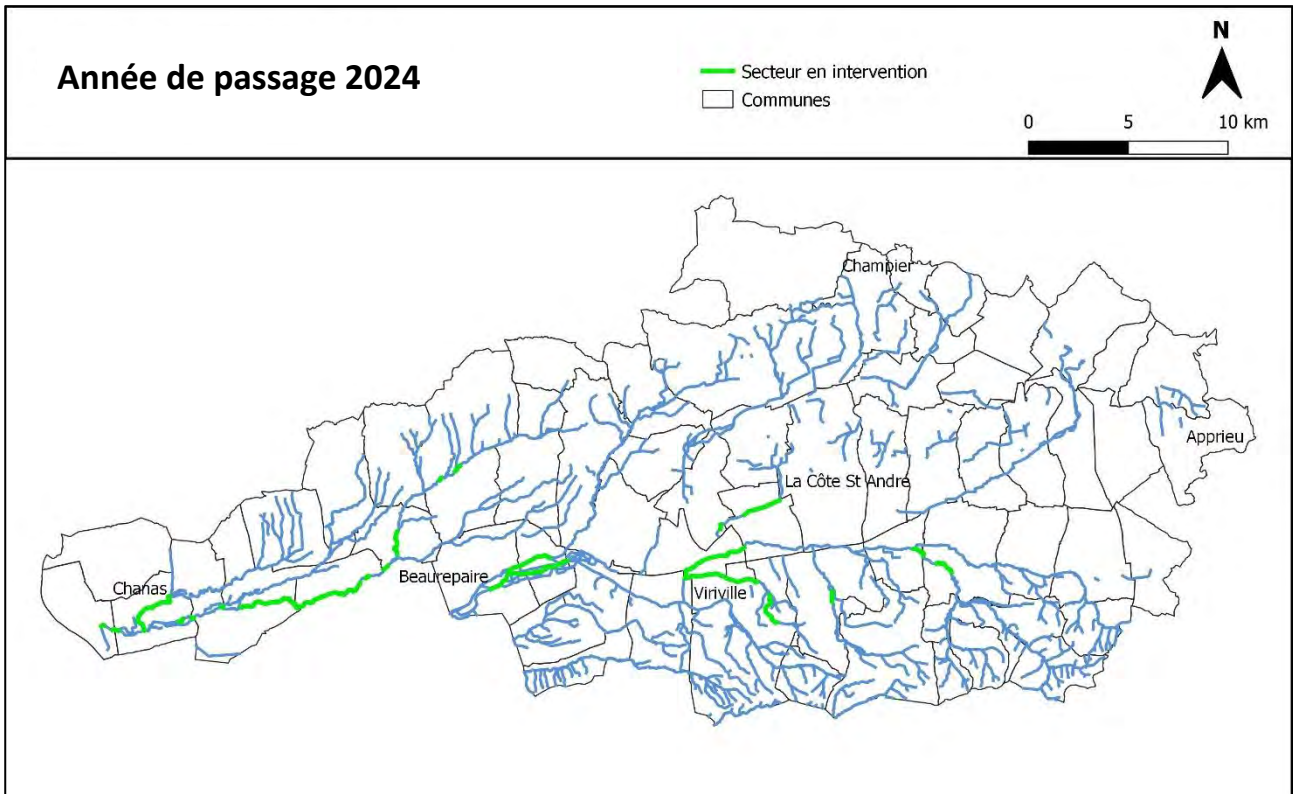 Année de passage 2024
Secteur en intervention
Communes
N
0 5 10 km
Champier
Apprieu
La Côte St André
Chanas
Beaurepaire
Viriville